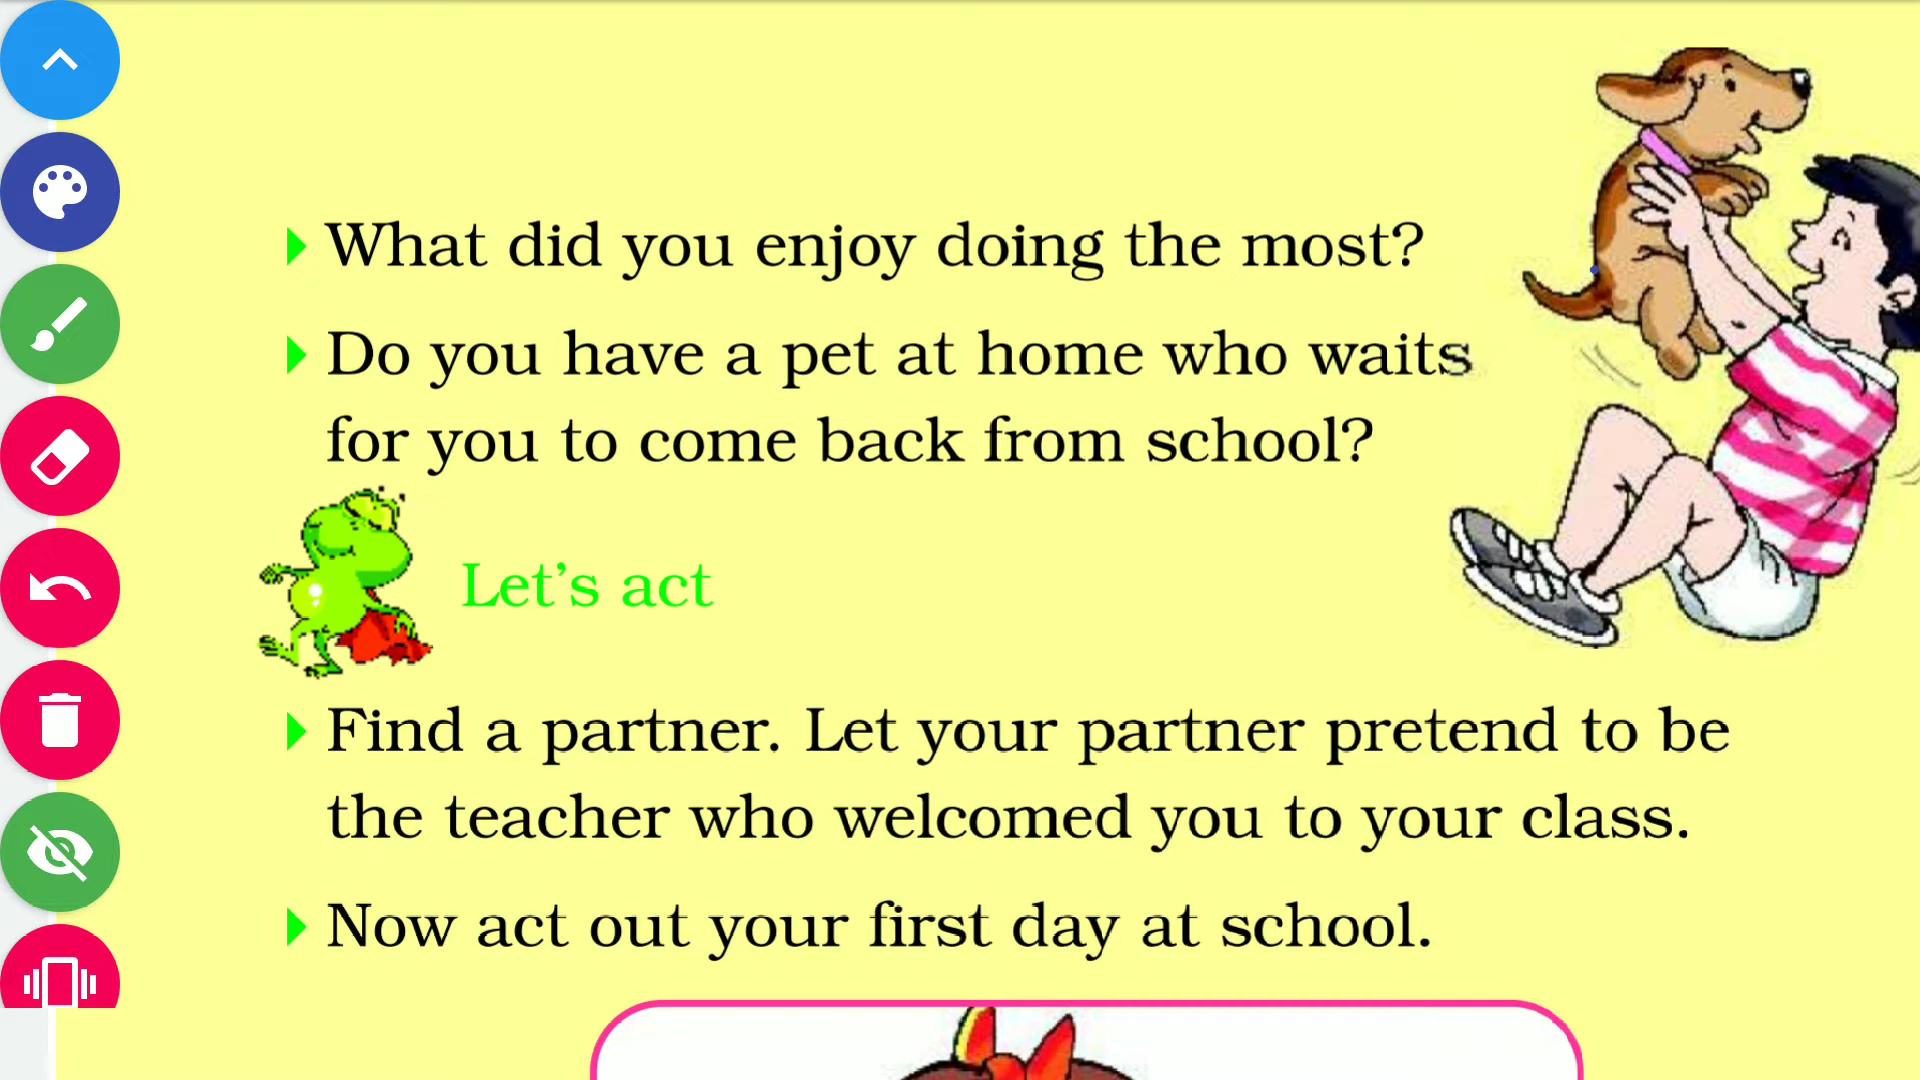 What did you enjoy doing the most?
Do you have a pet at home who waits
for you to come back from school?
Let’s act
Find a partner. Let your partner pretend to be
the teacher who welcomed you to your class.
Now act out your first day at school.